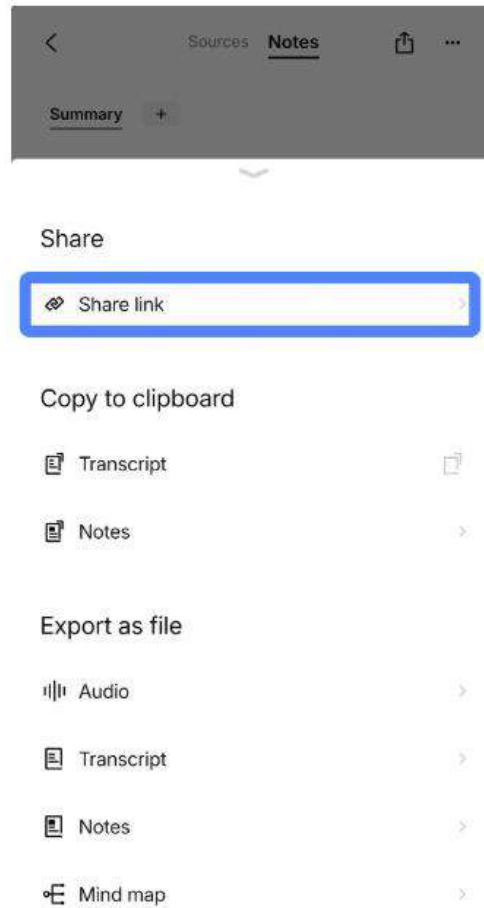 Sources Notes
Summary +
Share
Share link
Copy to clipboard
Transcript
Notes
Export as file
Audio
Transcript
Notes
Mind map